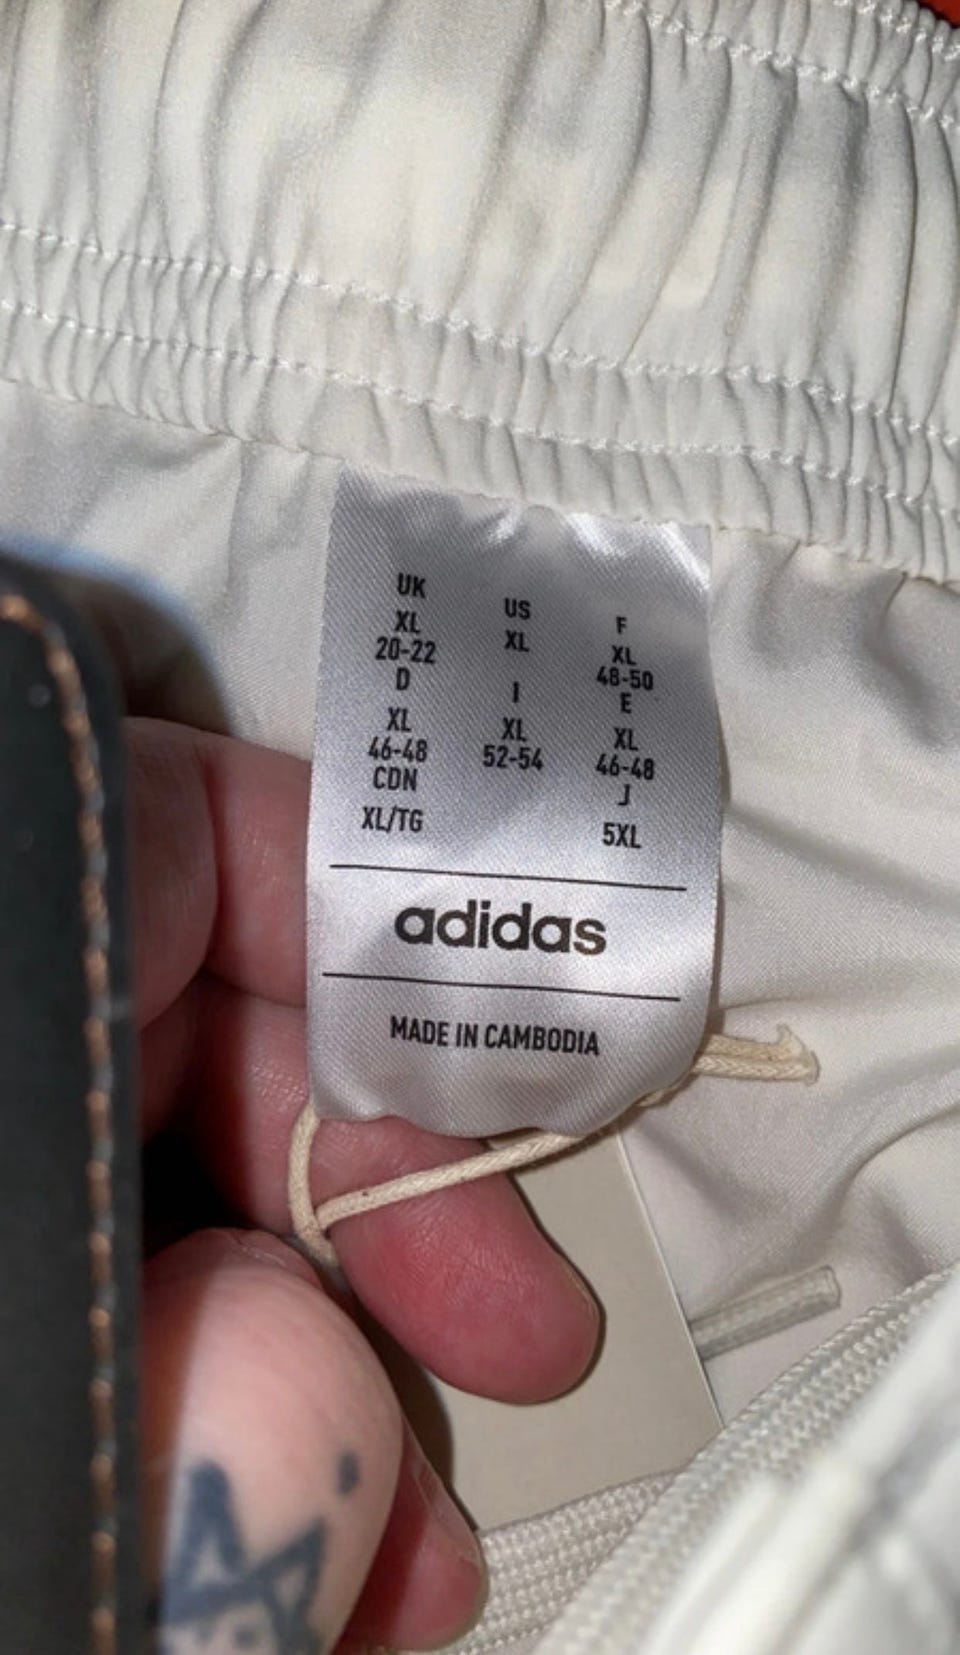 UK US F
XL XL XL
20-22 48-50
D I E
XL XL XL
46-48 52-54 46-48
CDN J
XL/TG 5XL
adidas
MADE IN CAMBODIA